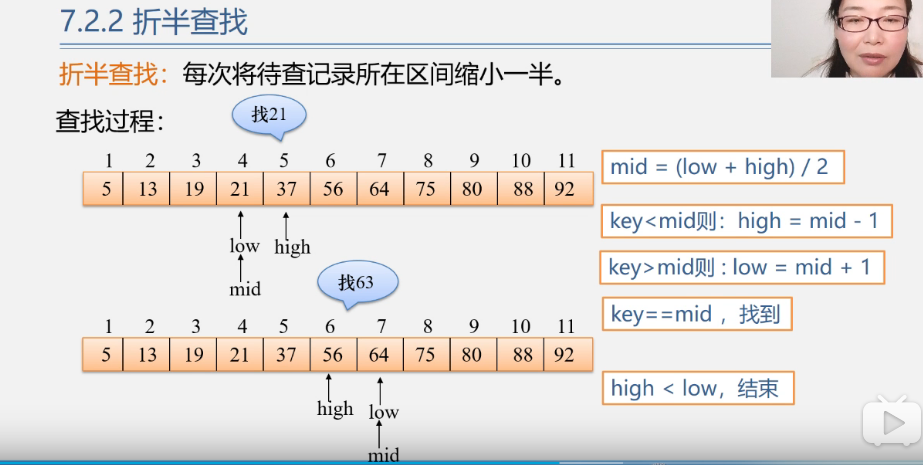 7.2.2 折半查找
折半查找：每次将待查记录所在区间缩小一半。
查找过程：
找21
1 2 3 4 5 6 7 8 9 10 11
5 13 19 21 37 56 64 75 80 88 92
low high
mid
找63
1 2 3 4 5 6 7 8 9 10 11
5 13 19 21 37 56 64 75 80 88 92
high low
mid
mid = (low + high) / 2
key<mid则：high = mid - 1
key>mid则 : low = mid + 1
key==mid ，找到
high < low，结束